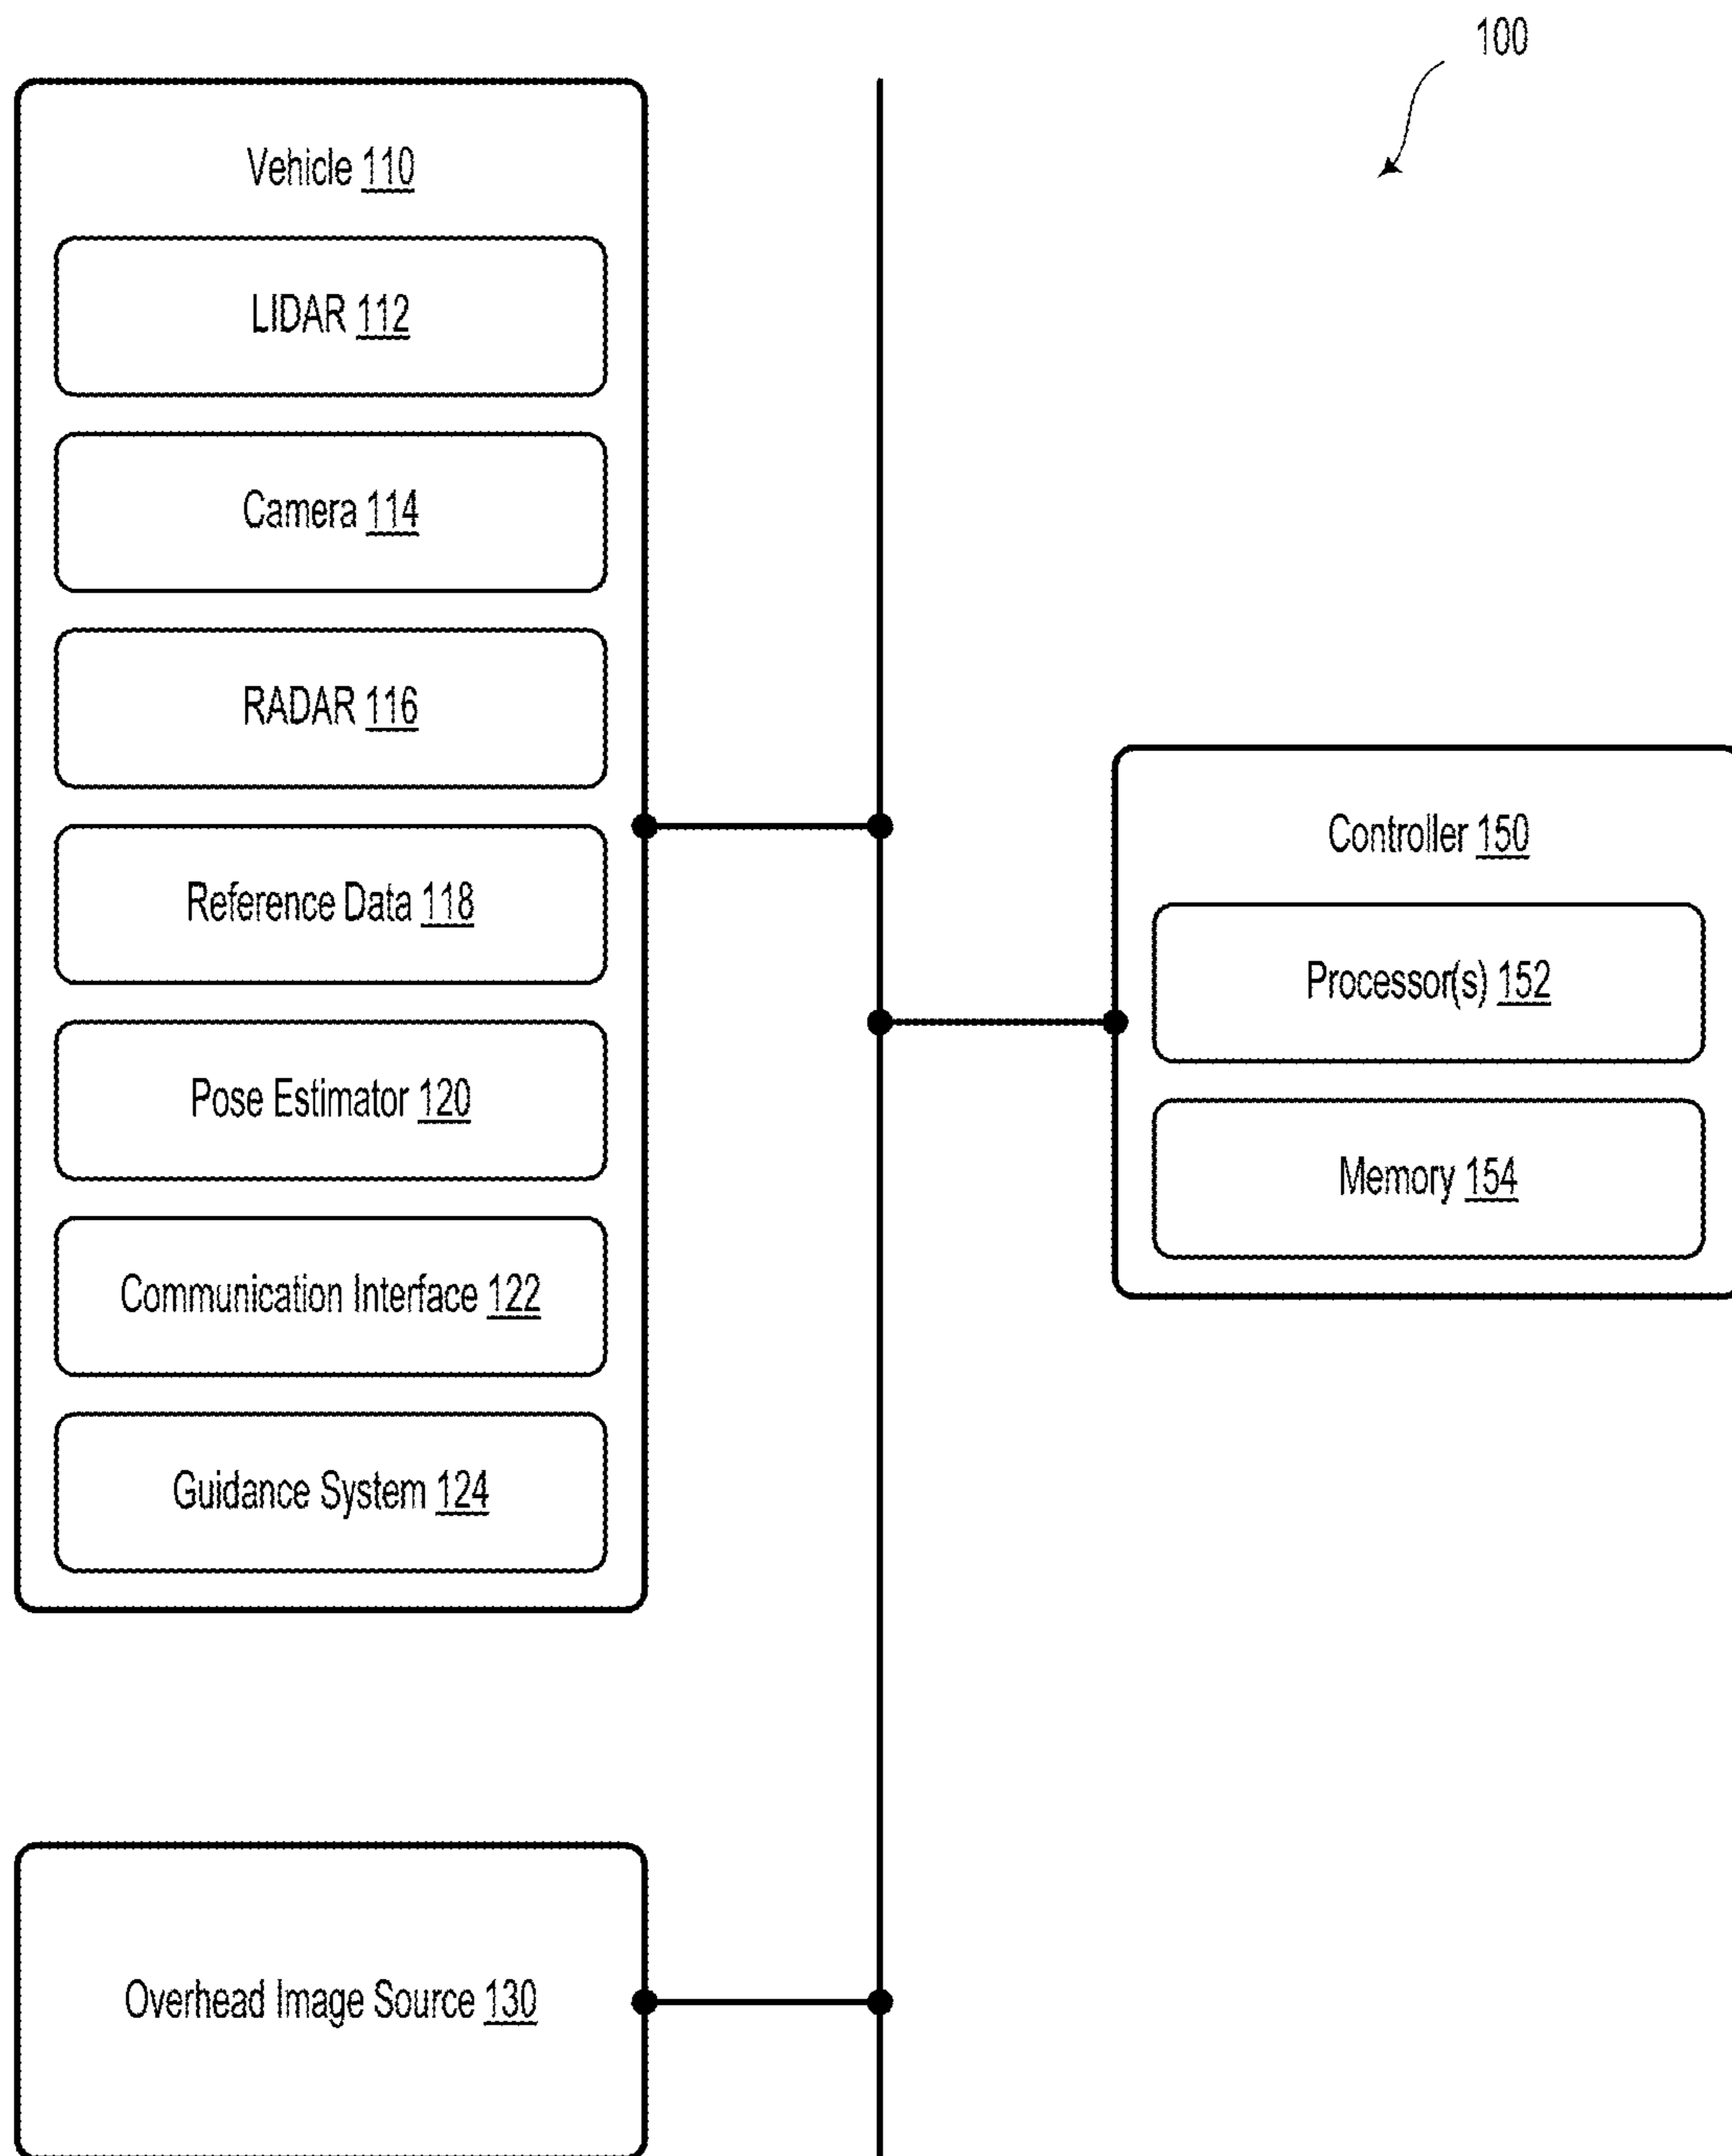 100
Vehicle 110
LIDAR 112
Camera 114
RADAR 116
Reference Data 118
Pose Estimator 120
Communication Interface 122
Guidance System 124
Controller 150
Processor(s) 152
Memory 154
Overhead Image Source 130